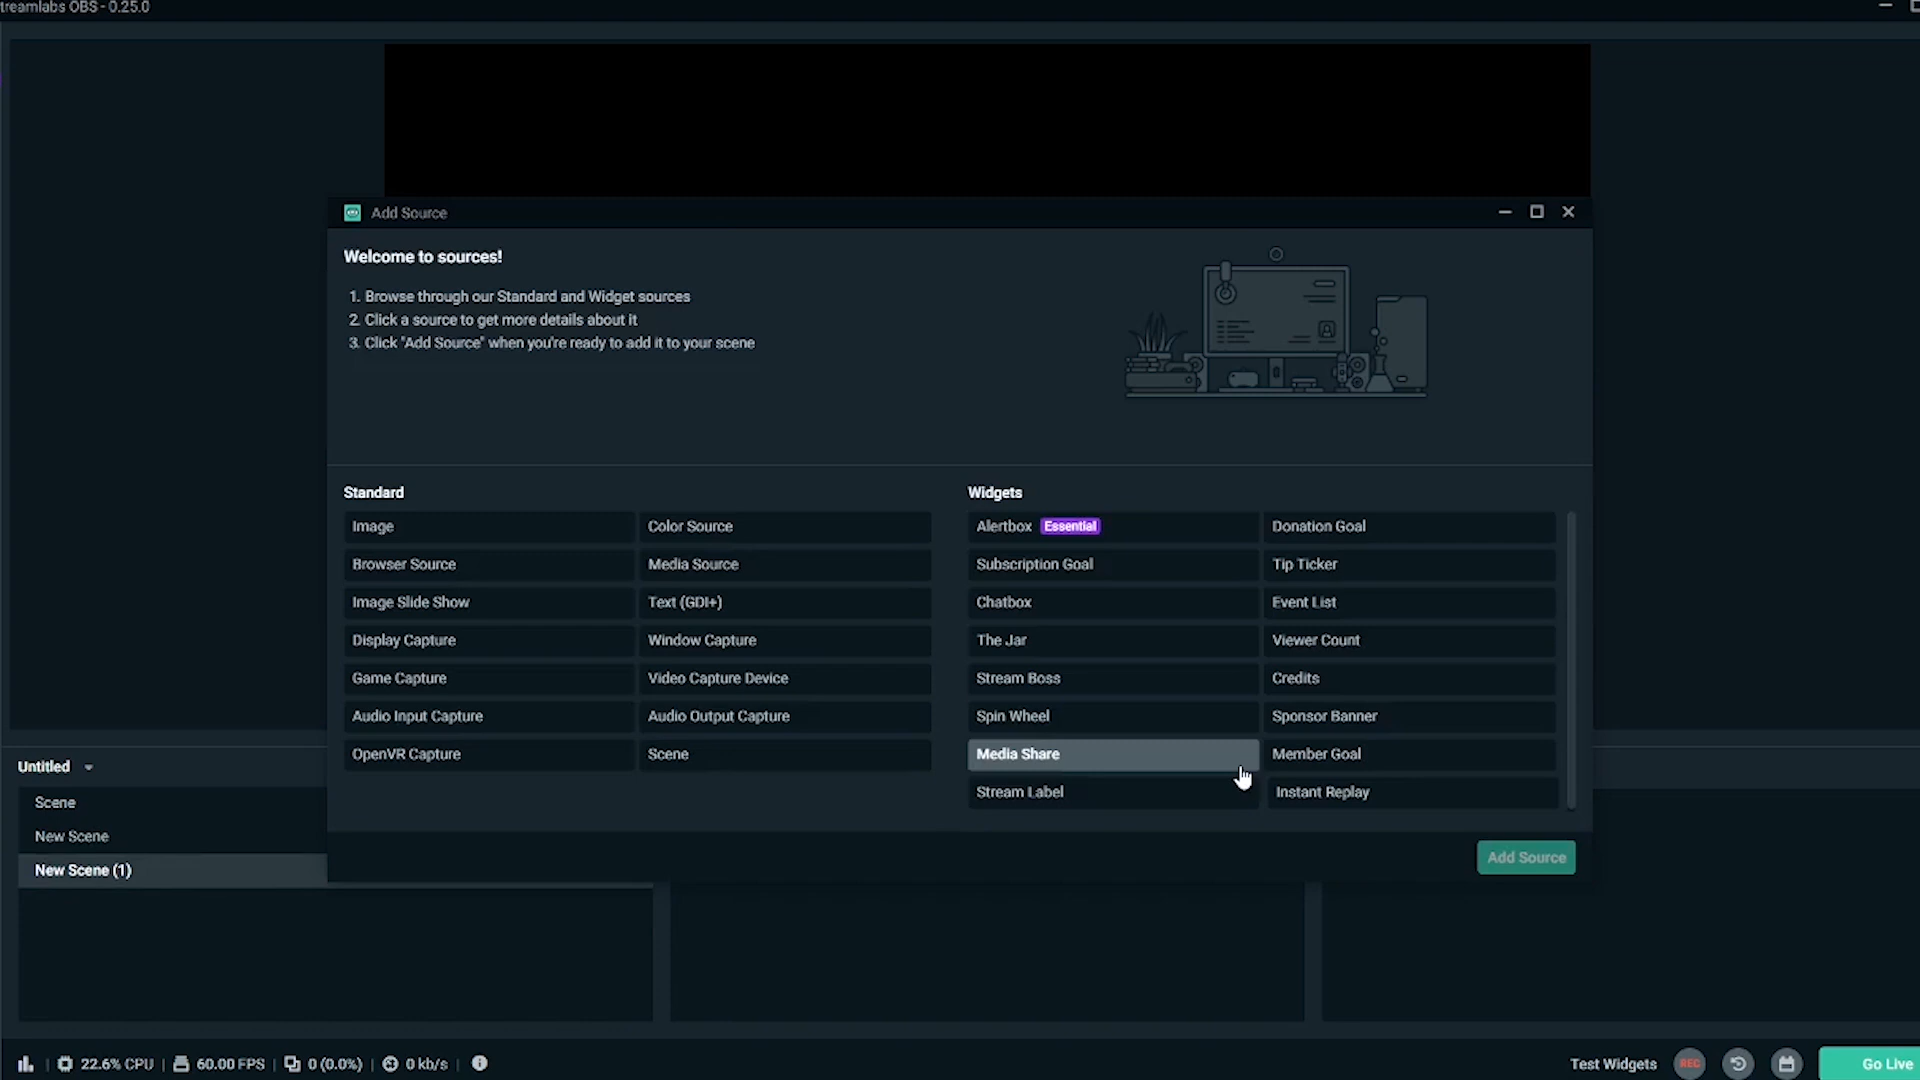 treamlabs OBS - 0.25.0
Add Source
Welcome to sources!
1. Browse through our Standard and Widget sources
2. Click a source to get more details about it
3. Click "Add Source" when you're ready to add it to your scene
Standard
Widgets
Image
Color Source
Alertbox Essential
Donation Goal
Browser Source
Media Source
Subscription Goal
Tip Ticker
Image Slide Show
Text (GDI+)
Chatbox
Event List
Display Capture
Window Capture
The Jar
Viewer Count
Game Capture
Video Capture Device
Stream Boss
Credits
Audio Input Capture
Audio Output Capture
Spin Wheel
Sponsor Banner
OpenVR Capture
Scene
Media Share
Member Goal
Stream Label
Instant Replay
Add Source
Untitled
Scene
New Scene
New Scene (1)
22.6% CPU
60.00 FPS
0 (0.0%)
0 kb/s
Test Widgets
REC
Go Live